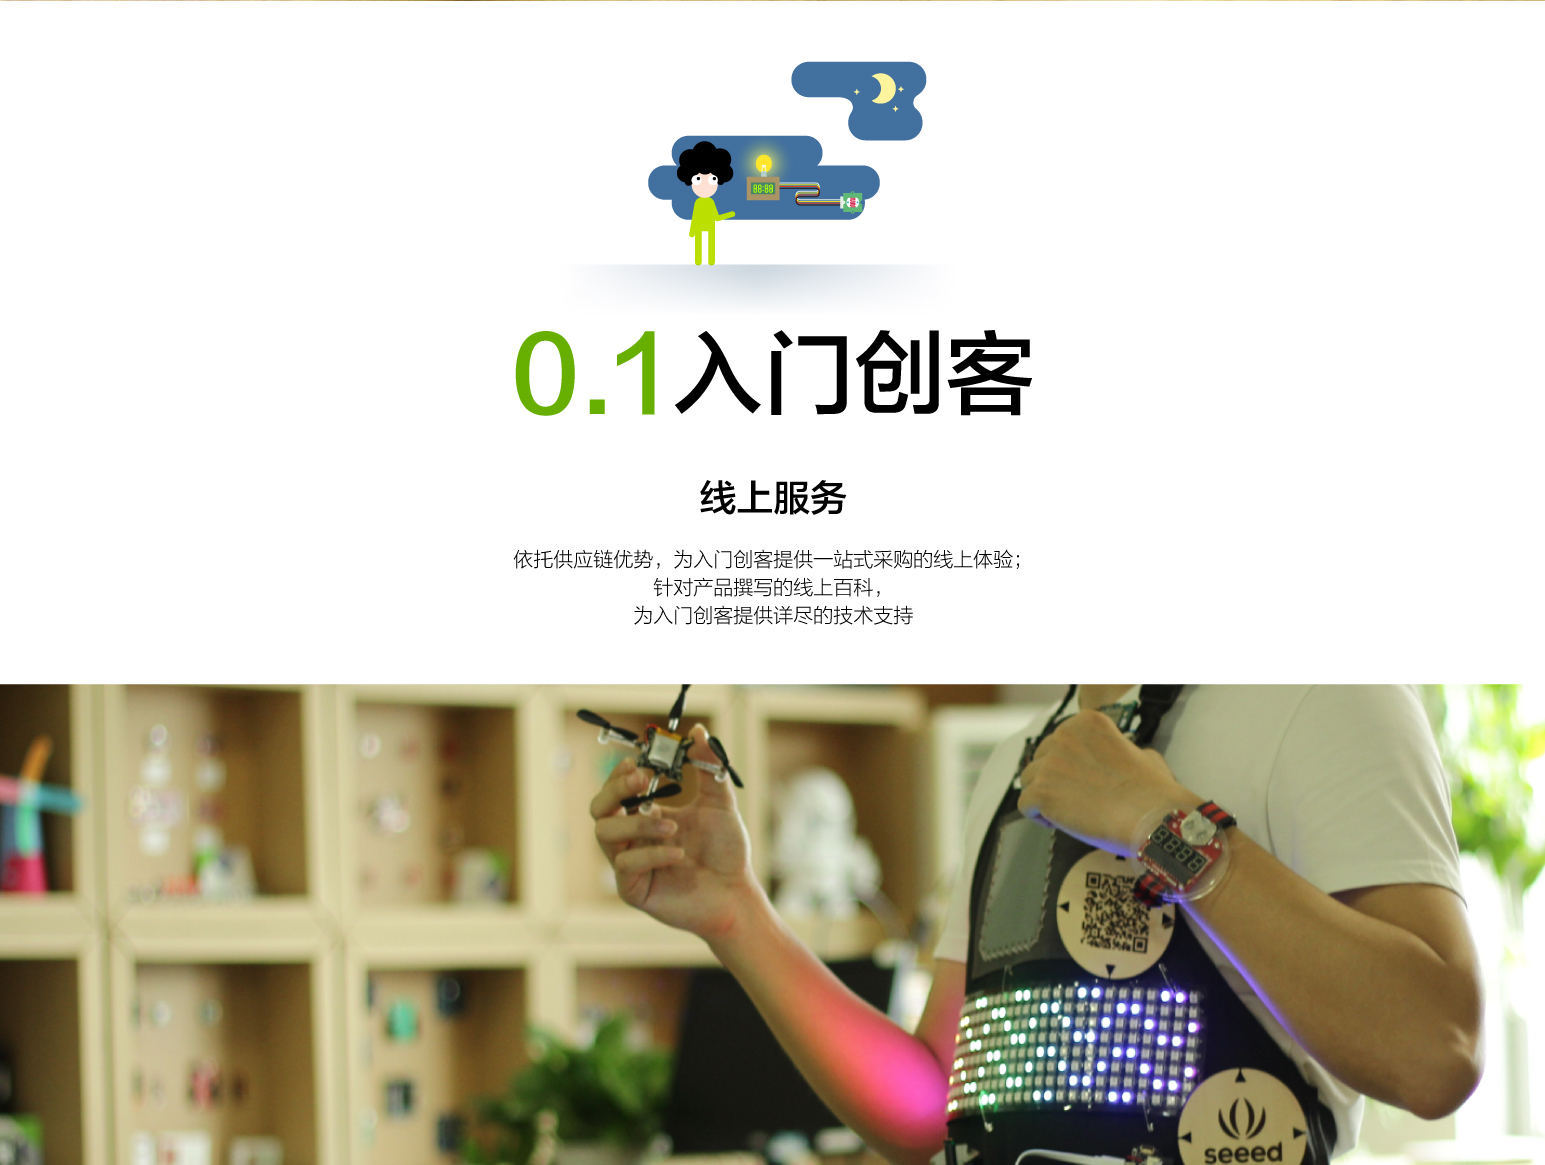 88:88
0.1入门创客
线上服务
依托供应链优势，为入门创客提供一站式采购的线上体验；
针对产品撰写的线上百科，
为入门创客提供详尽的技术支持
8888
seeed